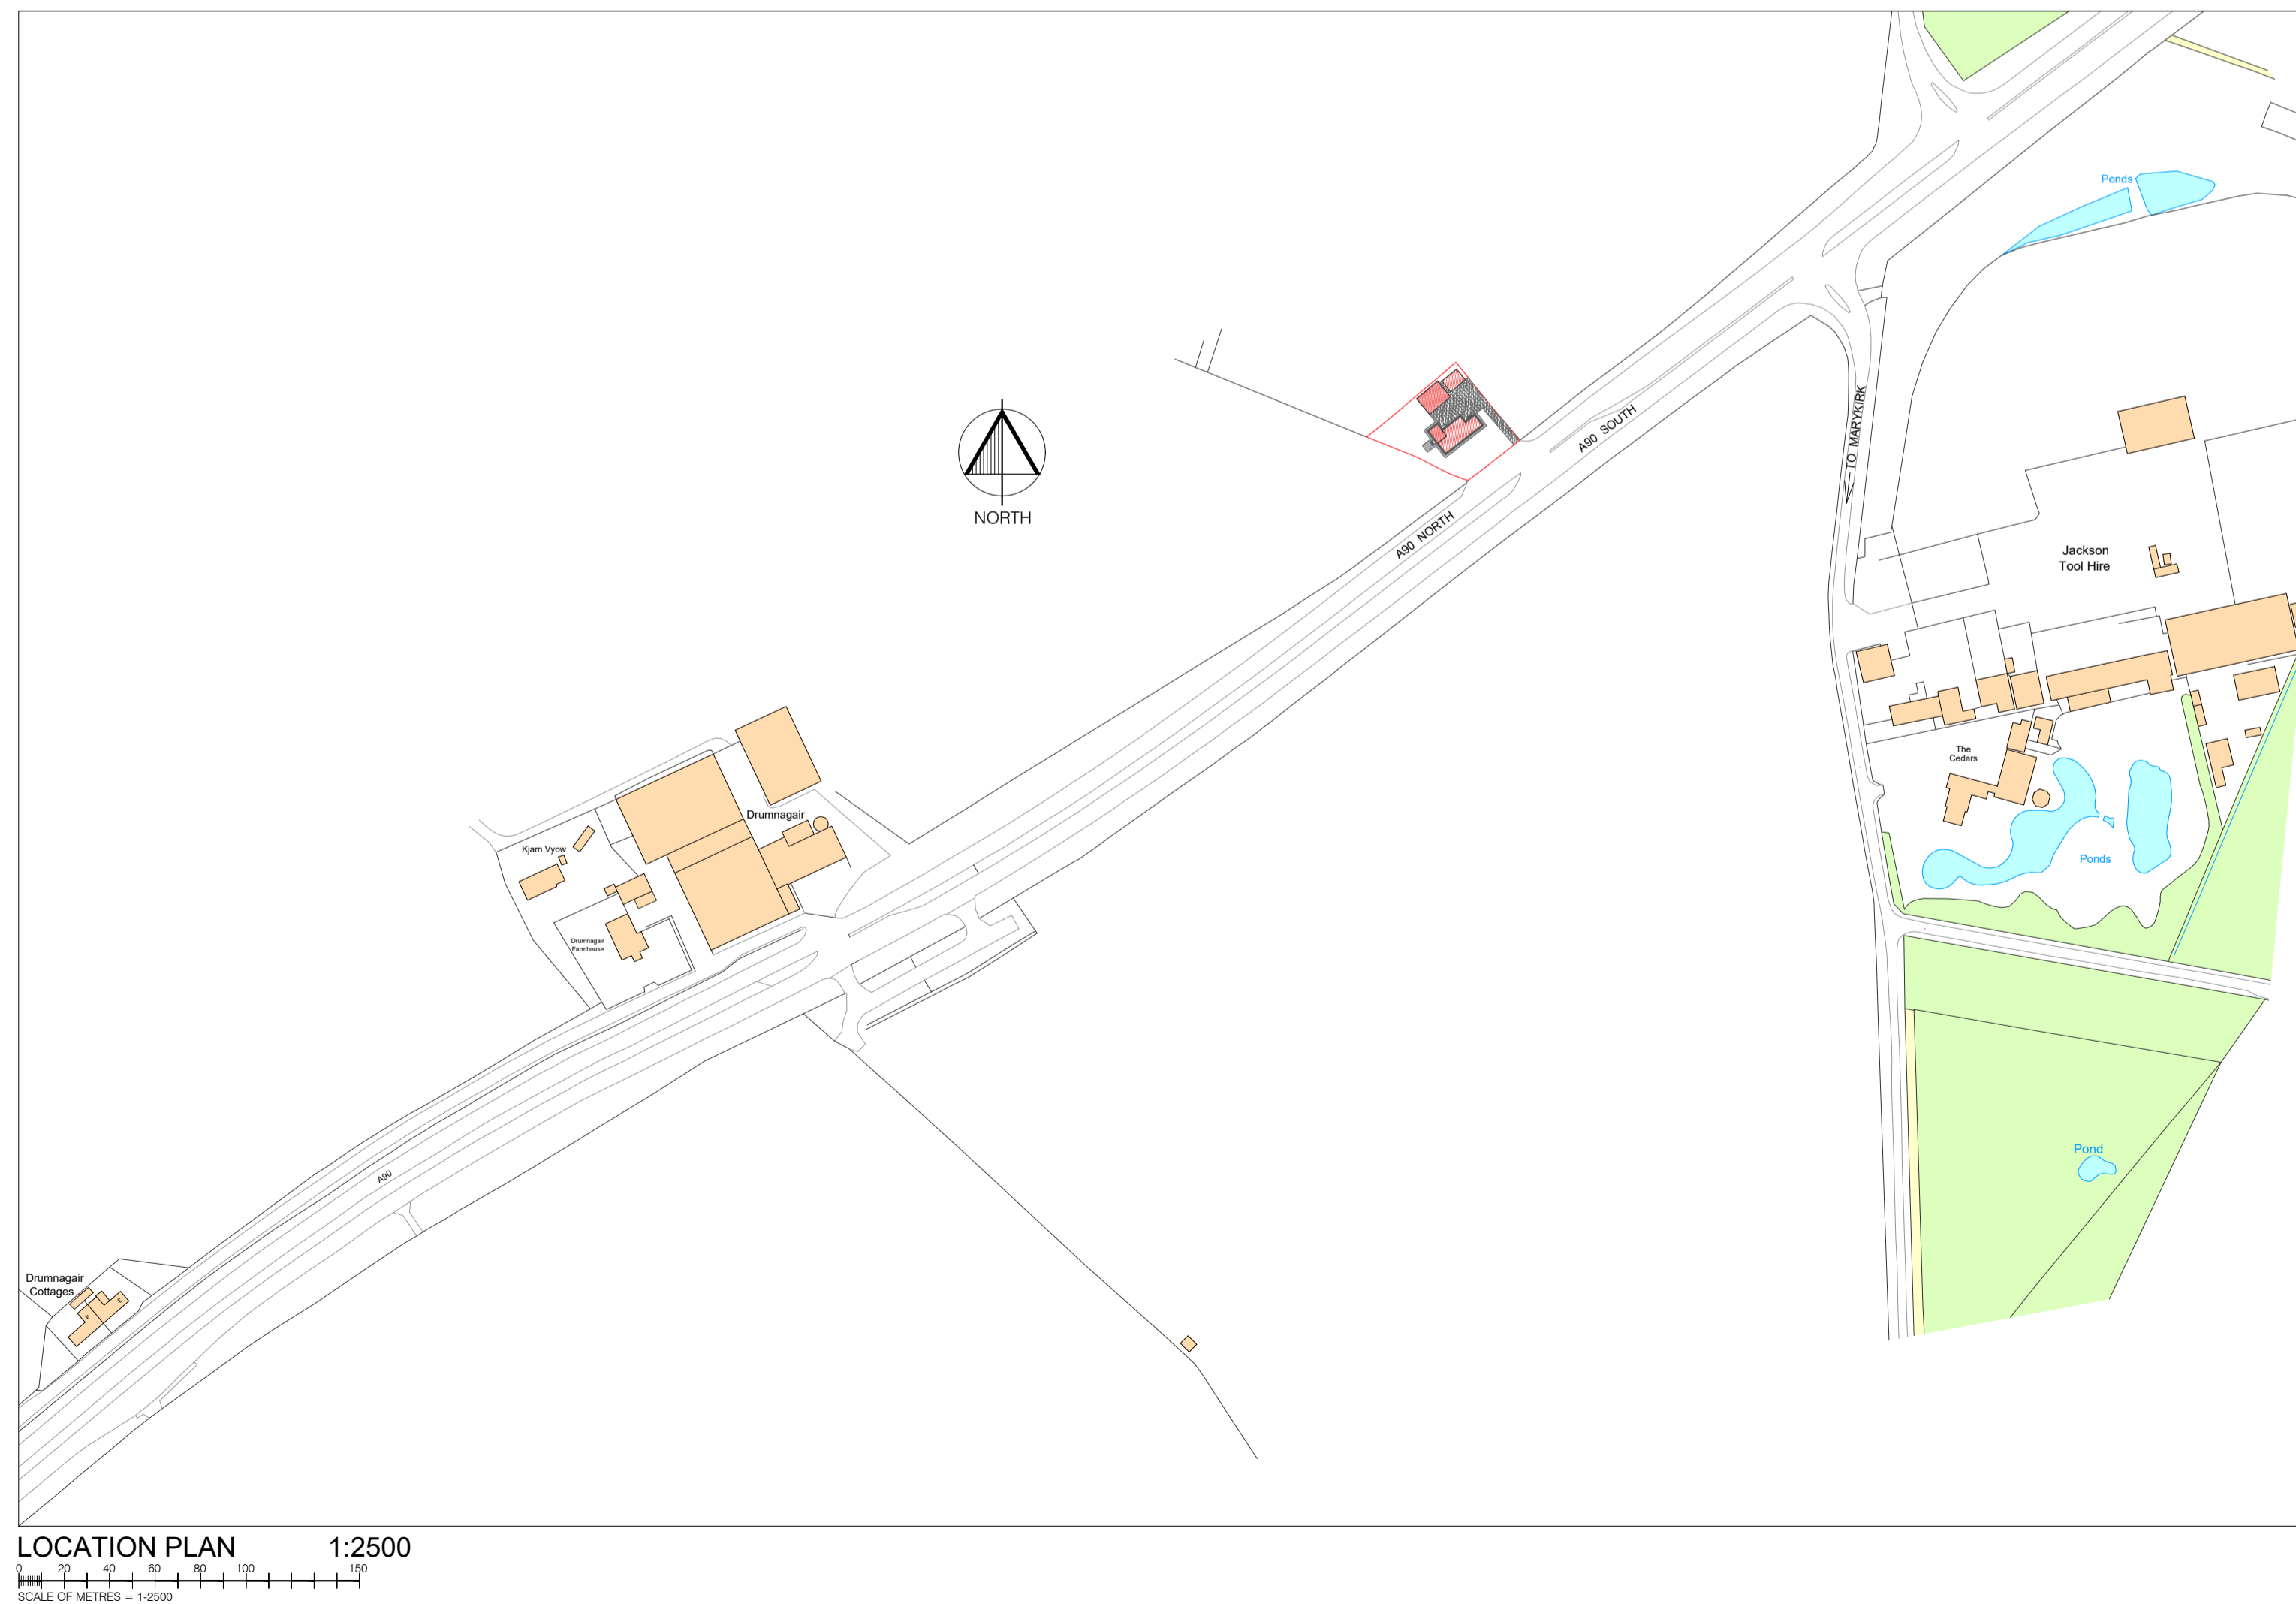 Ponds
A90 SOUTH
TO MARYKIRK
NORTH
A90 NORTH
Jackson
Tool Hire
The
Cedars
Drumnagair
Kjarn Vyow
Ponds
Drumnagair
Farmhouse
Pond
A90
Drumnagair
Cottages
3
4
LOCATION PLAN 1:2500
0 20 40 60 80 100 150
SCALE OF METRES = 1-2500